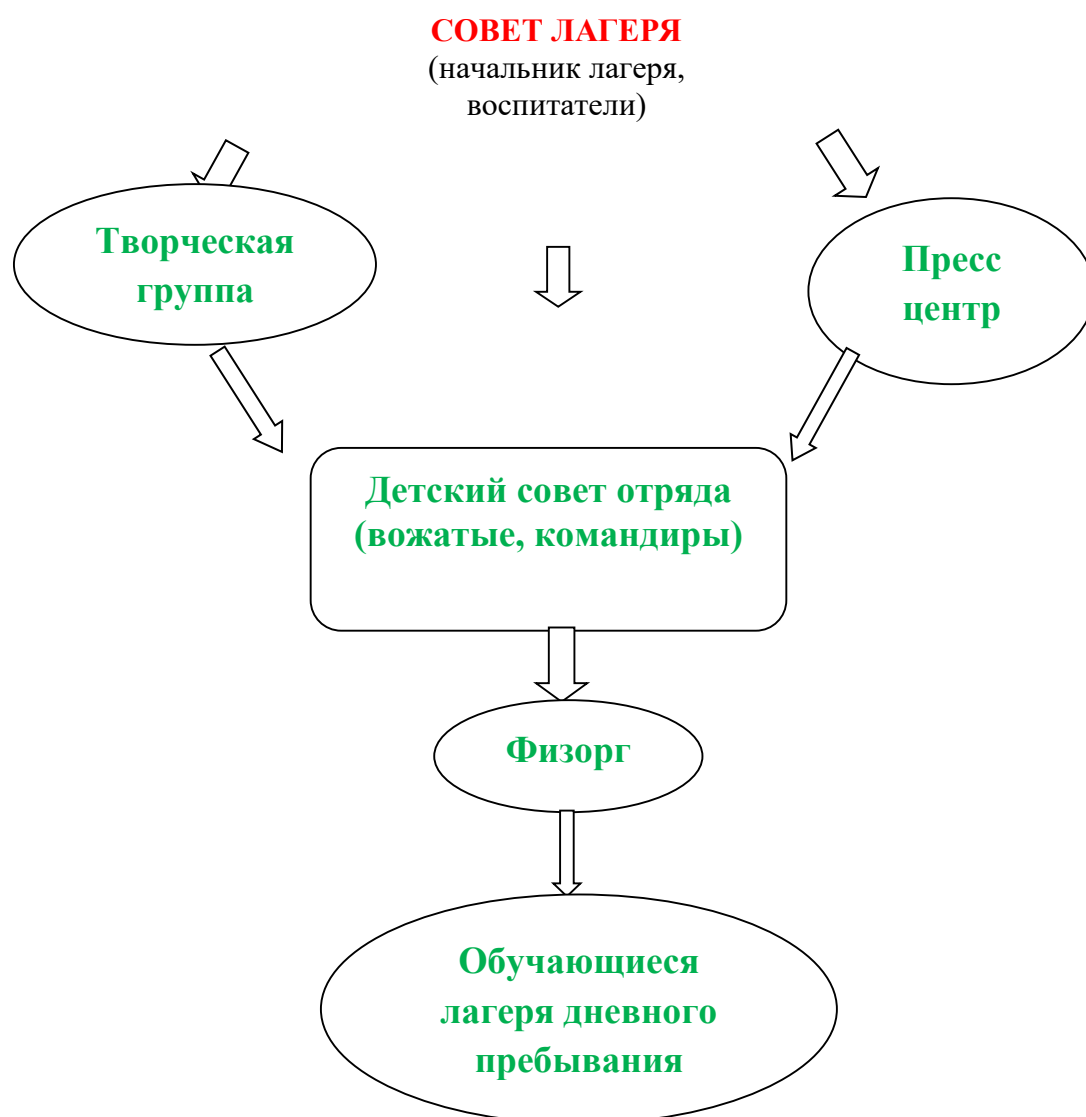 СОВЕТ ЛАГЕРЯ
(начальник лагеря,
воспитатели)
Творческая
группа
Пресс
центр
Детский совет отряда
(вожатые, командиры)
Физорг
Обучающиеся
лагеря дневного
пребывания